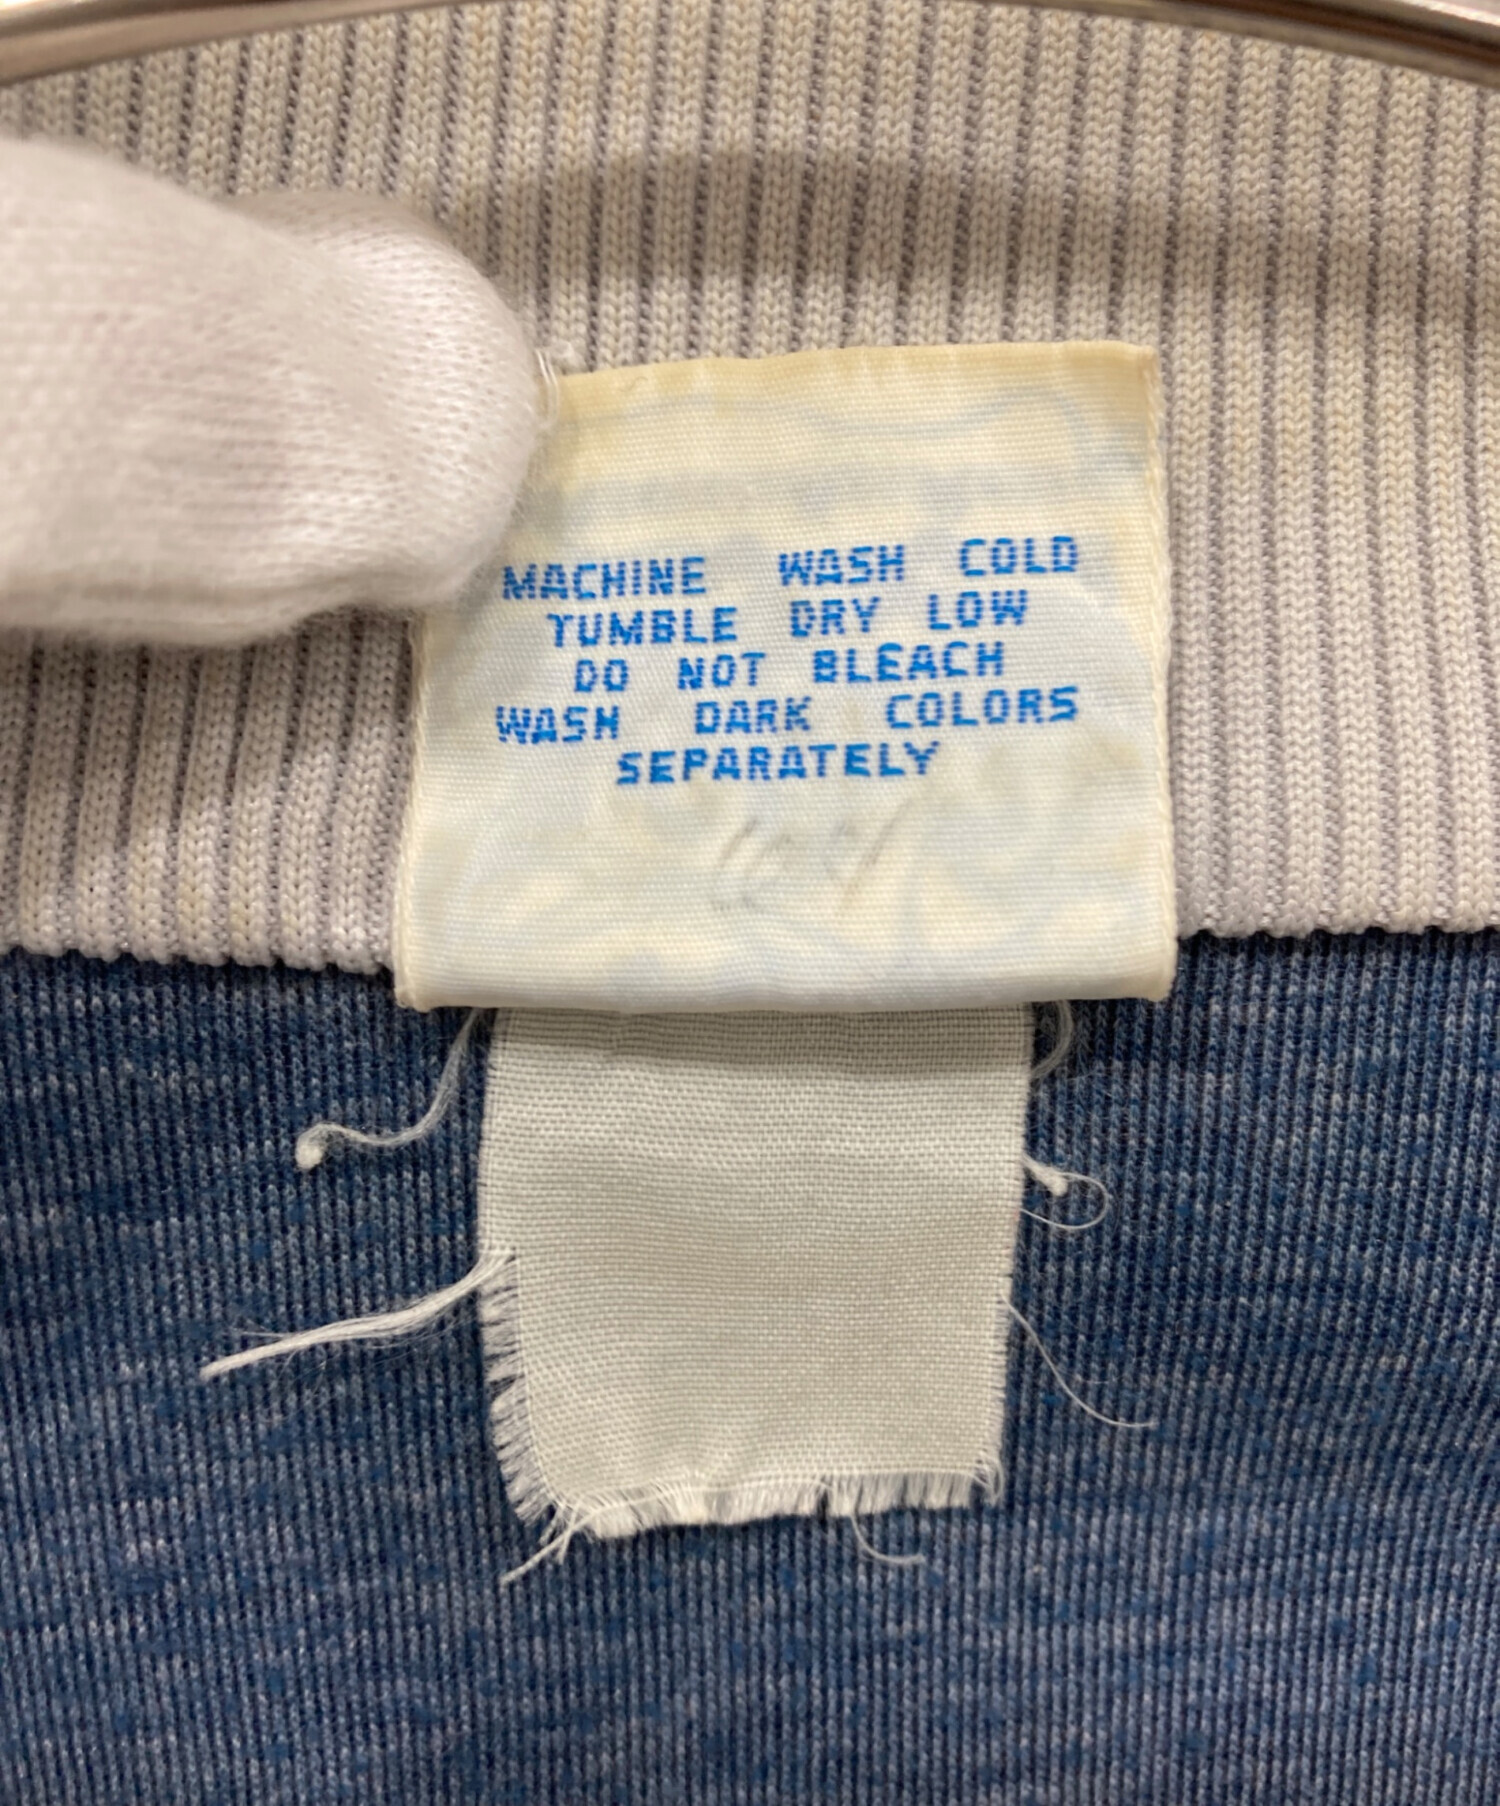 MACHINE WASH COLD
TUMBLE DRY LOW
DO NOT BLEACH
WASH DARK COLORS
SEPARATELY